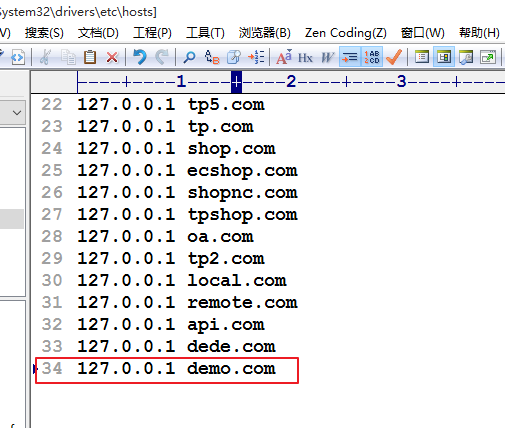 System32\drivers\etc\hosts]
搜索(S) 文档(D) 工程(P) 工具(T) 浏览器(B) Zen Coding(Z) 窗口(W) 帮助(H)
----+----1----+----2----+----3----+----
22 127.0.0.1 tp5.com
23 127.0.0.1 tp.com
24 127.0.0.1 shop.com
25 127.0.0.1 ecshop.com
26 127.0.0.1 shopnc.com
27 127.0.0.1 tpshop.com
28 127.0.0.1 oa.com
29 127.0.0.1 tp2.com
30 127.0.0.1 local.com
31 127.0.0.1 remote.com
32 127.0.0.1 api.com
33 127.0.0.1 dede.com
34 127.0.0.1 demo.com